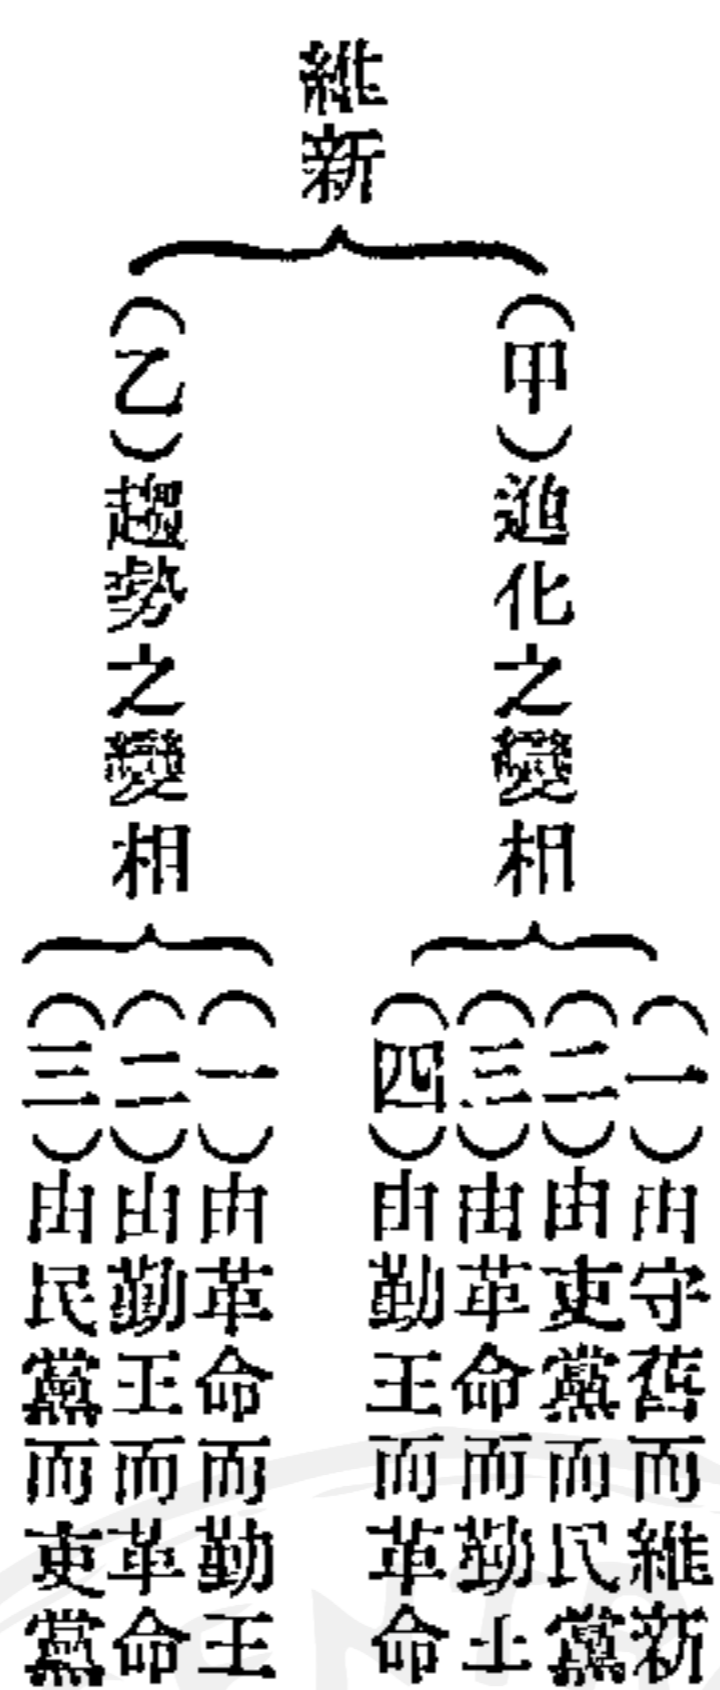 維新
（甲）進化之變相
（一）由守舊而維新
（二）由吏黨而民黨
（三）由革命而勤王
（四）由勤王而革命
（乙）趨勢之變相
（一）由革命而勤王
（二）由勤王而革命
（三）由民黨而吏黨